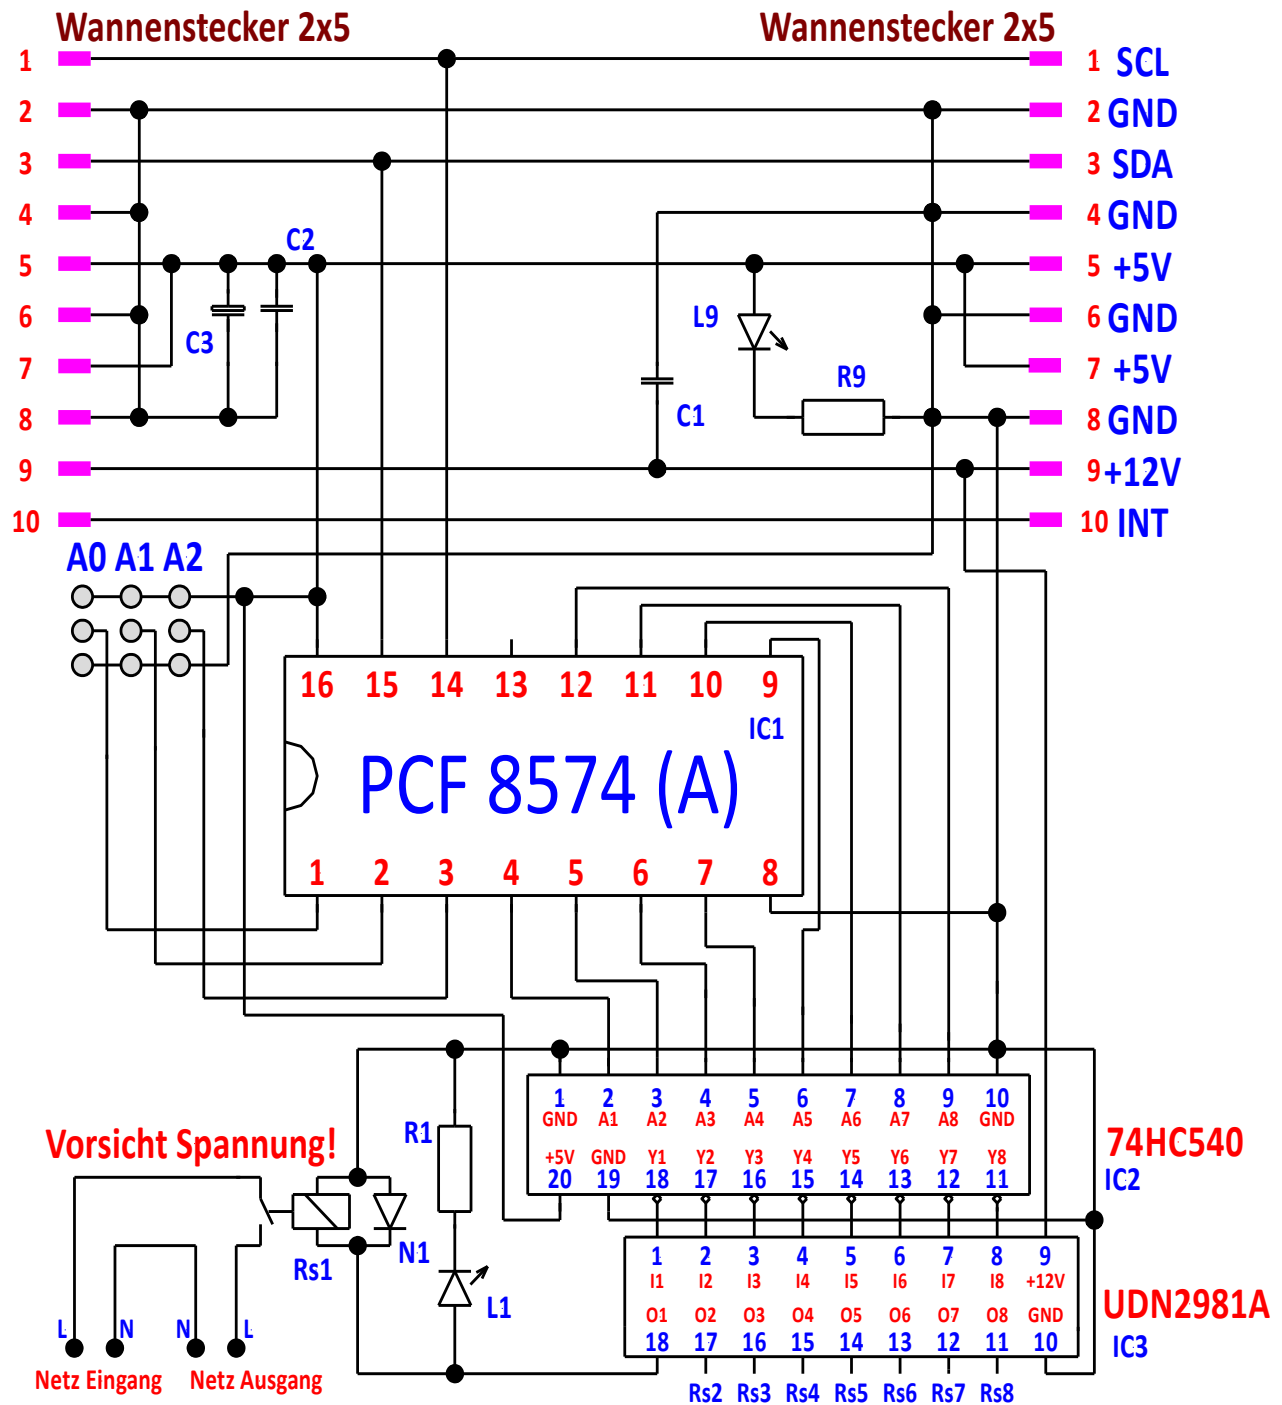 Wannenstecker 2x5 Wannenstecker 2x5
1 1 SCL
2 2 GND
3 3 SDA
4 4 GND
C2
5 5 +5V
6 L9 6 GND
C3
7 R9 7 +5V
8 C1 8 GND
9 9 +12V
10 10 INT
A0 A1 A2
16 15 14 13 12 11 10 9
IC1
PCF 8574 (A)
1 2 3 4 5 6 7 8
1 2 3 4 5 6 7 8 9 10
GND A1 A2 A3 A4 A5 A6 A7 A8 GND
R1
Vorsicht Spannung! 74HC540
+5V GND Y1 Y2 Y3 Y4 Y5 Y6 Y7 Y8
20 19 18 17 16 15 14 13 12 11 IC2
N1
Rs1
1 2 3 4 5 6 7 8 9
I1 I2 I3 I4 I5 I6 I7 I8 +12V
L1 UDN2981A
O1 O2 O3 O4 O5 O6 O7 O8 GND
L N N L
18 17 16 15 14 13 12 11 10 IC3
Netz Eingang Netz Ausgang
Rs2 Rs3 Rs4 Rs5 Rs6 Rs7 Rs8